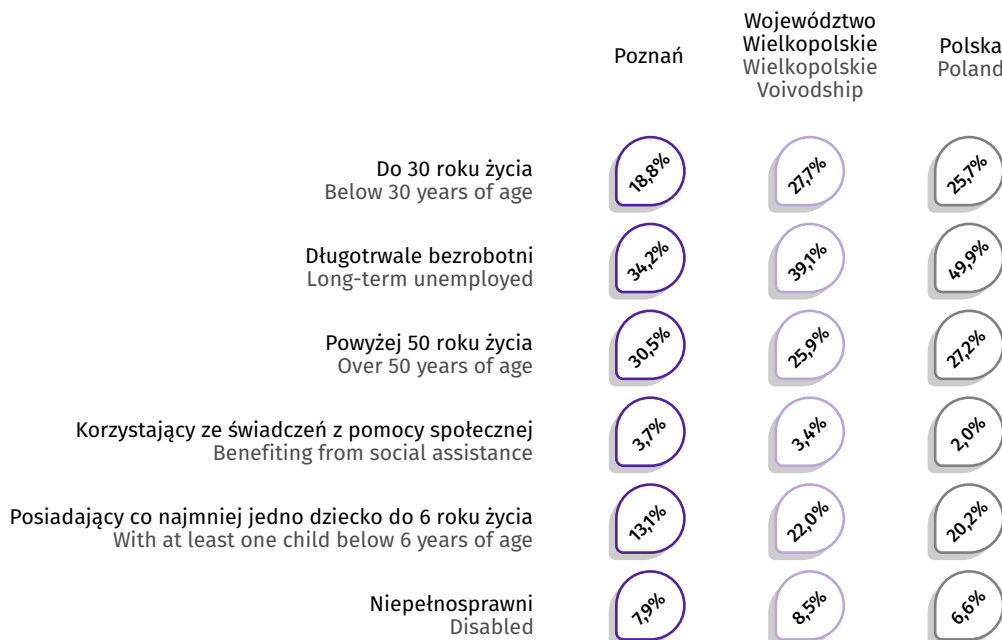 Poznań
Województwo
Wielkopolskie
Wielkopolskie
Voivodship
Polska
Poland
Do 30 roku życia
Below 30 years of age
18,8%
27,7%
25,7%
Długotrwale bezrobotni
Long-term unemployed
34,2%
39,1%
49,9%
Powyżej 50 roku życia
Over 50 years of age
30,5%
25,9%
27,2%
Korzystający ze świadczeń z pomocy społecznej
Benefiting from social assistance
3,7%
3,4%
2,0%
Posiadający co najmniej jedno dziecko do 6 roku życia
With at least one child below 6 years of age
13,1%
22,0%
20,2%
Niepełnosprawni
Disabled
7,9%
8,5%
6,6%